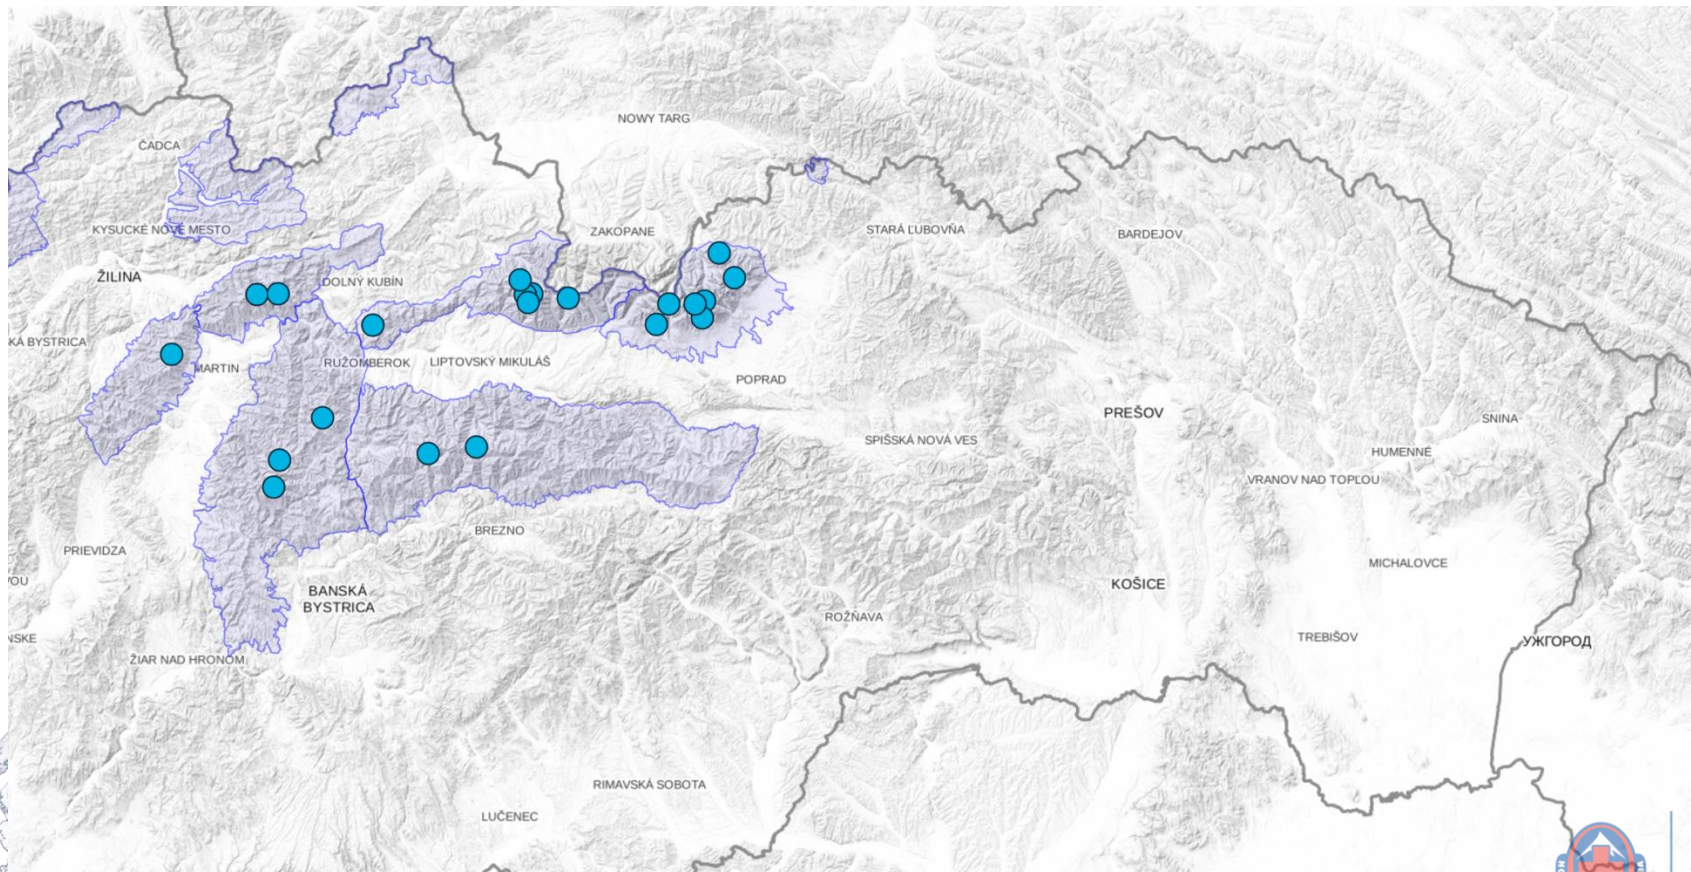 NOWY TARG
ČADCA
KYSUCKÉ NOVÉ MESTO
ZAKOPANE
STARÁ ĽUBOVŇA
BARDEJOV
ŽILINA
DOLNÝ KUBÍN
KÁ BYSTRICA
MARTIN
RUŽOMBEROK
LIPTOVSKÝ MIKULÁŠ
POPRAD
PREŠOV
SNINA
SPIŠSKÁ NOVÁ VES
HUMENNÉ
VRANOV NAD TOPĽOU
BREZNO
PRIEVIDZA
MICHALOVCE
VOU
BANSKÁ
BYSTRICA
KOŠICE
ROŽŇAVA
NSKE
TREBIŠOV
УЖГОРОД
ŽIAR NAD HRONOM
RIMAVSKÁ SOBOTA
LUČENEC